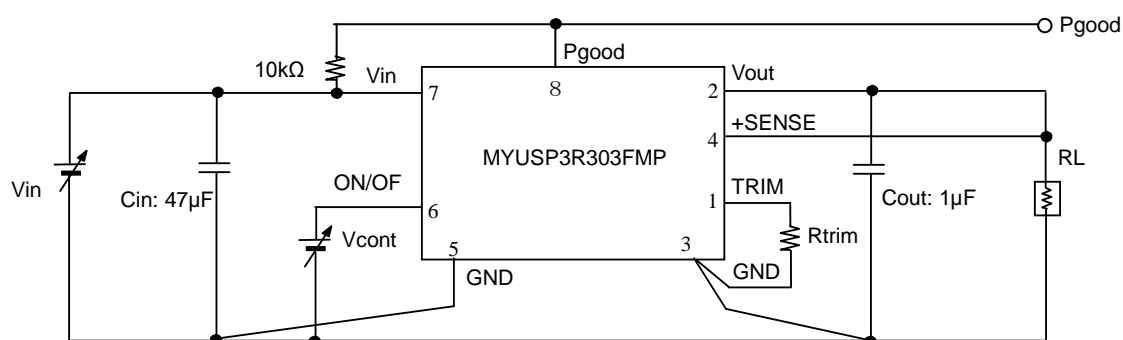 Pgood
Pgood
10kΩ
Vin
Vout
7
8
2
+SENSE
4
MYUSP3R303FMP
RL
Vin
Cin: 47µF
ON/OF
TRIM
1
Cout: 1µF
6
Vcont
Rtrim
5
3
GND
GND